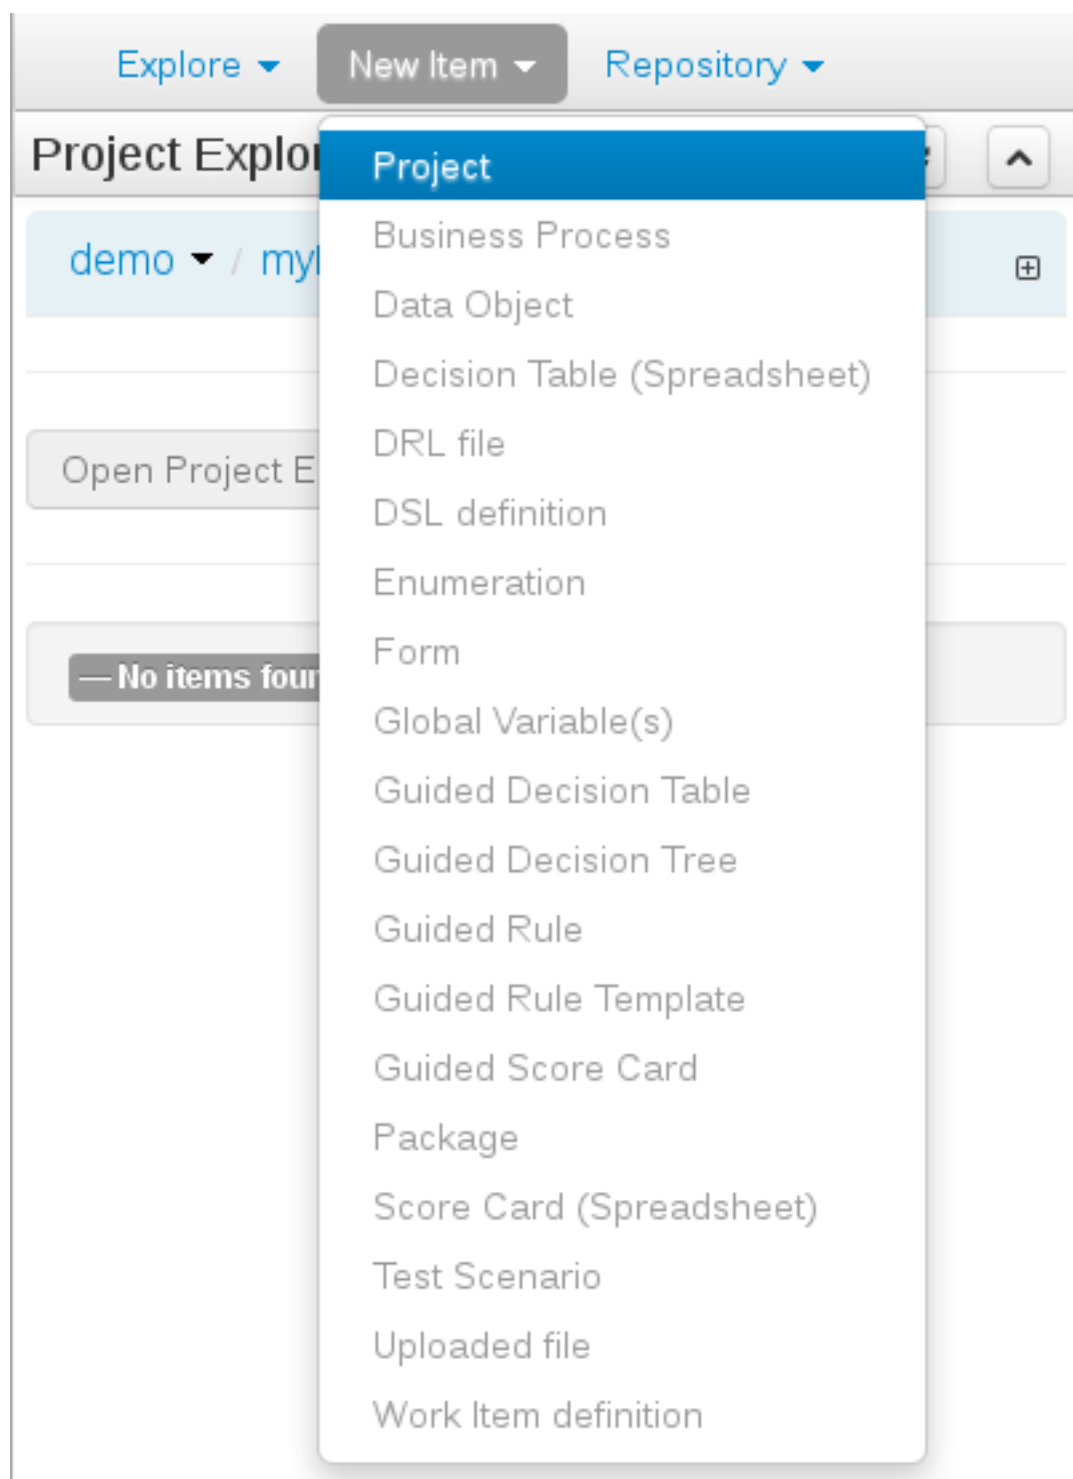 Explore New Item Repository
Project Explo
Project
demo / my
Business Process
Data Object
Decision Table (Spreadsheet)
DRL file
Open Project E
DSL definition
Enumeration
Form
— No items four
Global Variable(s)
Guided Decision Table
Guided Decision Tree
Guided Rule
Guided Rule Template
Guided Score Card
Package
Score Card (Spreadsheet)
Test Scenario
Uploaded file
Work Item definition